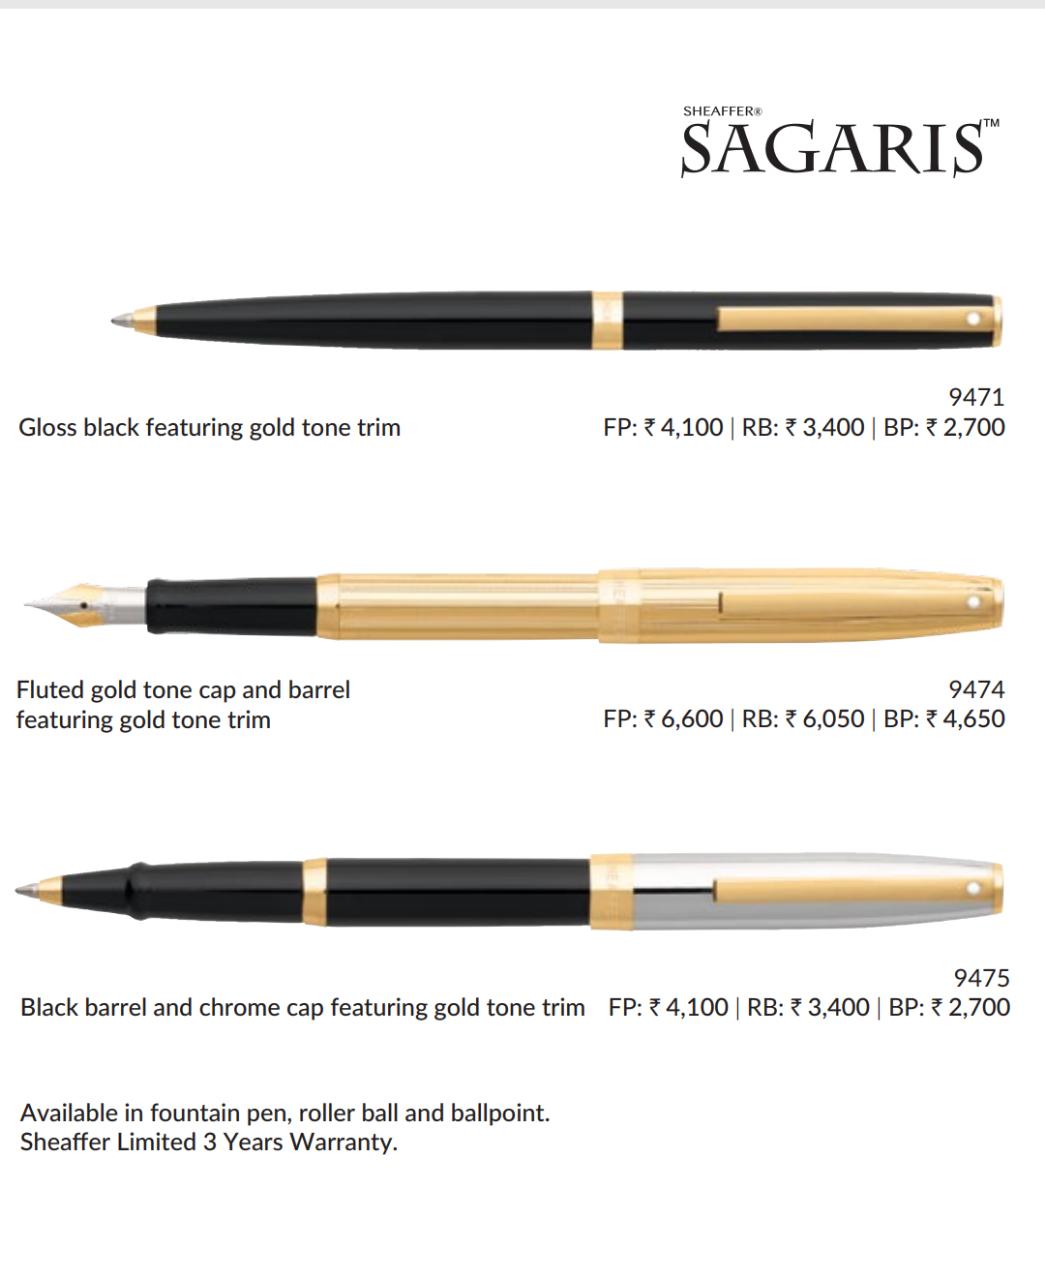 SHEAFFER®
SAGARIS™
9471
Gloss black featuring gold tone trim FP: ₹ 4,100 | RB: ₹ 3,400 | BP: ₹ 2,700
Fluted gold tone cap and barrel 9474
featuring gold tone trim FP: ₹ 6,600 | RB: ₹ 6,050 | BP: ₹ 4,650
9475
Black barrel and chrome cap featuring gold tone trim FP: ₹ 4,100 | RB: ₹ 3,400 | BP: ₹ 2,700
Available in fountain pen, roller ball and ballpoint.
Sheaffer Limited 3 Years Warranty.